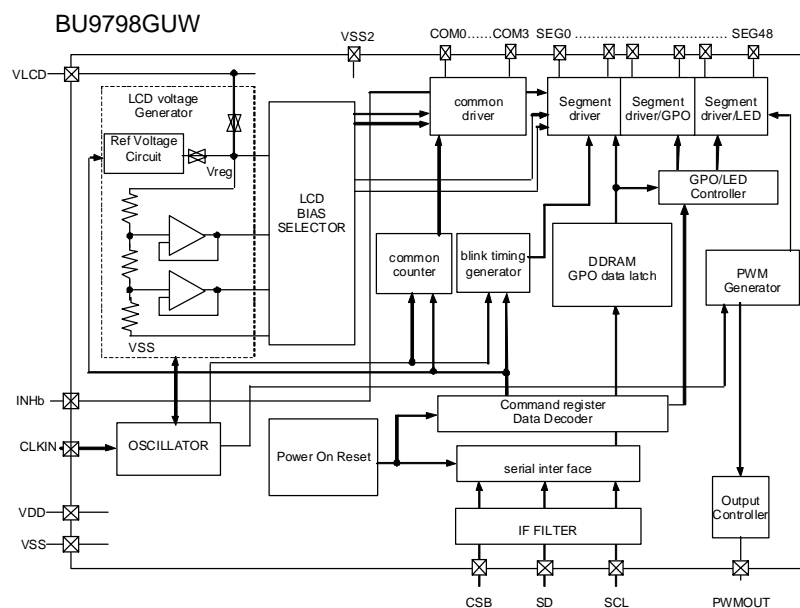 BU9798GUW
VSS2
COM0......COM3
SEG0 ................................ SEG48
VLCD
LCD voltage
Generator
Ref Voltage
Circuit
Vreg
VSS
LCD
BIAS
SELECTOR
common
driver
Segment
driver
Segment
driver/GPO
Segment
driver/LED
GPO/LED
Controller
common
counter
blink timing
generator
DDRAM
GPO data latch
PWM
Generator
INHb
CLKIN
OSCILLATOR
Power On Reset
Command register
Data Decoder
serial inter face
IF FILTER
Output
Controller
VDD
VSS
CSB
SD
SCL
PWMOUT